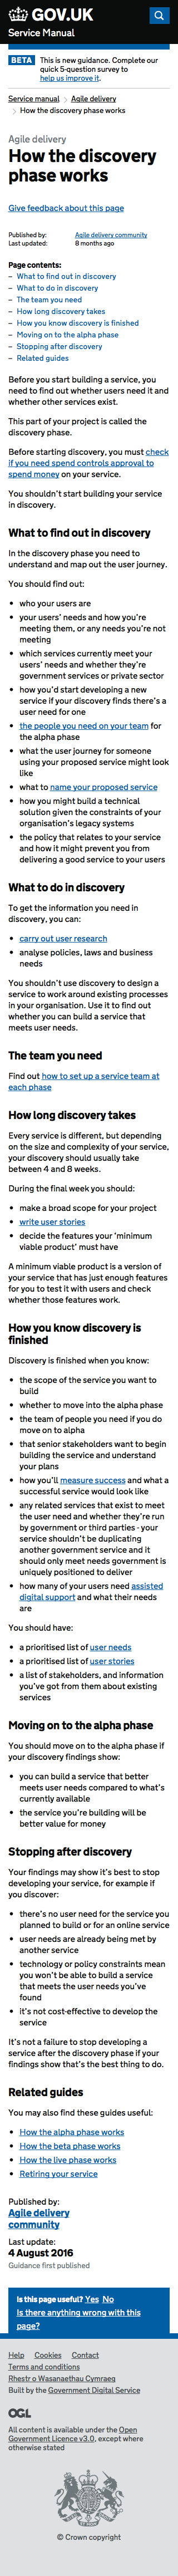 GOV.UK
Service Manual
BETA This is new guidance. Complete our
quick 5-question survey to
help us improve it.
Service manual Agile delivery
How the discovery phase works
Agile delivery
How the discovery
phase works
Give feedback about this page
Published by: Agile delivery community
Last updated: 8 months ago
Page contents:
– What to find out in discovery
– What to do in discovery
– The team you need
– How long discovery takes
– How you know discovery is finished
– Moving on to the alpha phase
– Stopping after discovery
– Related guides
Before you start building a service, you
need to find out whether users need it and
whether other services exist.
This part of your project is called the
discovery phase.
Before starting discovery, you must check
if you need spend controls approval to
spend money on your service.
You shouldn't start building your service
in discovery.
What to find out in discovery
In the discovery phase you need to
understand and map out the user journey.
You should find out:
• who your users are
• your users' needs and how you're
meeting them, or any needs you're not
meeting
• which services currently meet your
users' needs and whether they're
government services or private sector
• how you'd start developing a new
service if your discovery finds there's a
user need for one
• the people you need on your team for
the alpha phase
• what the user journey for someone
using your proposed service might look
like
• what to name your proposed service
• how you might build a technical
solution given the constraints of your
organisation's legacy systems
• the policy that relates to your service
and how it might prevent you from
delivering a good service to your users
What to do in discovery
To get the information you need in
discovery, you can:
• carry out user research
• analyse policies, laws and business
needs
You shouldn't use discovery to design a
service to work around existing processes
in your organisation. Use it to find out
whether you can build a service that
meets user needs.
The team you need
Find out how to set up a service team at
each phase
How long discovery takes
Every service is different, but depending
on the size and complexity of your service,
your discovery should usually take
between 4 and 8 weeks.
During the final week you should:
• make a broad scope for your project
• write user stories
• decide the features your 'minimum
viable product' must have
A minimum viable product is a version of
your service that has just enough features
for you to test it with users and check
whether those features work.
How you know discovery is
finished
Discovery is finished when you know:
• the scope of the service you want to
build
• whether to move into the alpha phase
• the team of people you need if you do
move on to alpha
• that senior stakeholders want to begin
building the service and understand
your plans
• how you'll measure success and what a
successful service would look like
• any related services that exist to meet
the user need and whether they're run
by government or third parties - your
service shouldn't be duplicating
another government service and it
should only meet needs government is
uniquely positioned to deliver
• how many of your users need assisted
digital support and what their needs
are
You should have:
• a prioritised list of user needs
• a prioritised list of user stories
• a list of stakeholders, and information
you've got from them about existing
services
Moving on to the alpha phase
You should move on to the alpha phase if
your discovery findings show:
• you can build a service that better
meets user needs compared to what's
currently available
• the service you're building will be
better value for money
Stopping after discovery
Your findings may show it's best to stop
developing your service, for example if
you discover:
• there's no user need for the service you
planned to build or for an online service
• user needs are already being met by
another service
• technology or policy constraints mean
you won't be able to build a service
that meets the user needs you've
found
• it's not cost-effective to develop the
service
It's not a failure to stop developing a
service after the discovery phase if your
findings show that's the best thing to do.
Related guides
You may also find these guides useful:
• How the alpha phase works
• How the beta phase works
• How the live phase works
• Retiring your service
Published by:
Agile delivery
community
Last update:
4 August 2016
Guidance first published
Is this page useful? Yes No
Is there anything wrong with this
page?
Help Cookies Contact
Terms and conditions
Rhestr o Wasanaethau Cymraeg
Built by the Government Digital Service
OGL
All content is available under the Open
Government Licence v3.0, except where
otherwise stated
© Crown copyright